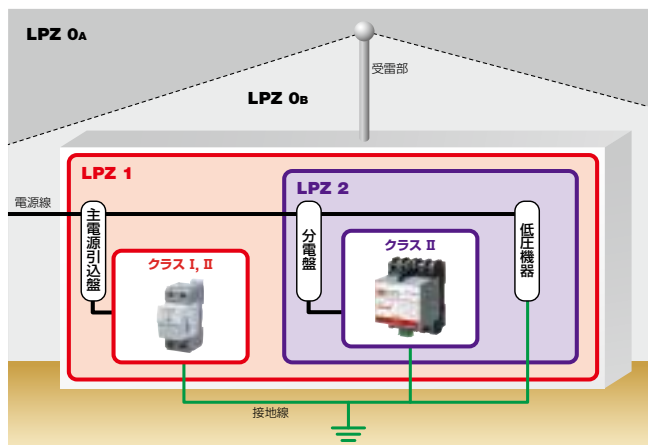 LPZ 0A
受雷部
LPZ 0B
LPZ 1
LPZ 2
電源線
主電源引込盤
分電盤
低圧機器
クラス I, II
クラス II
接地線